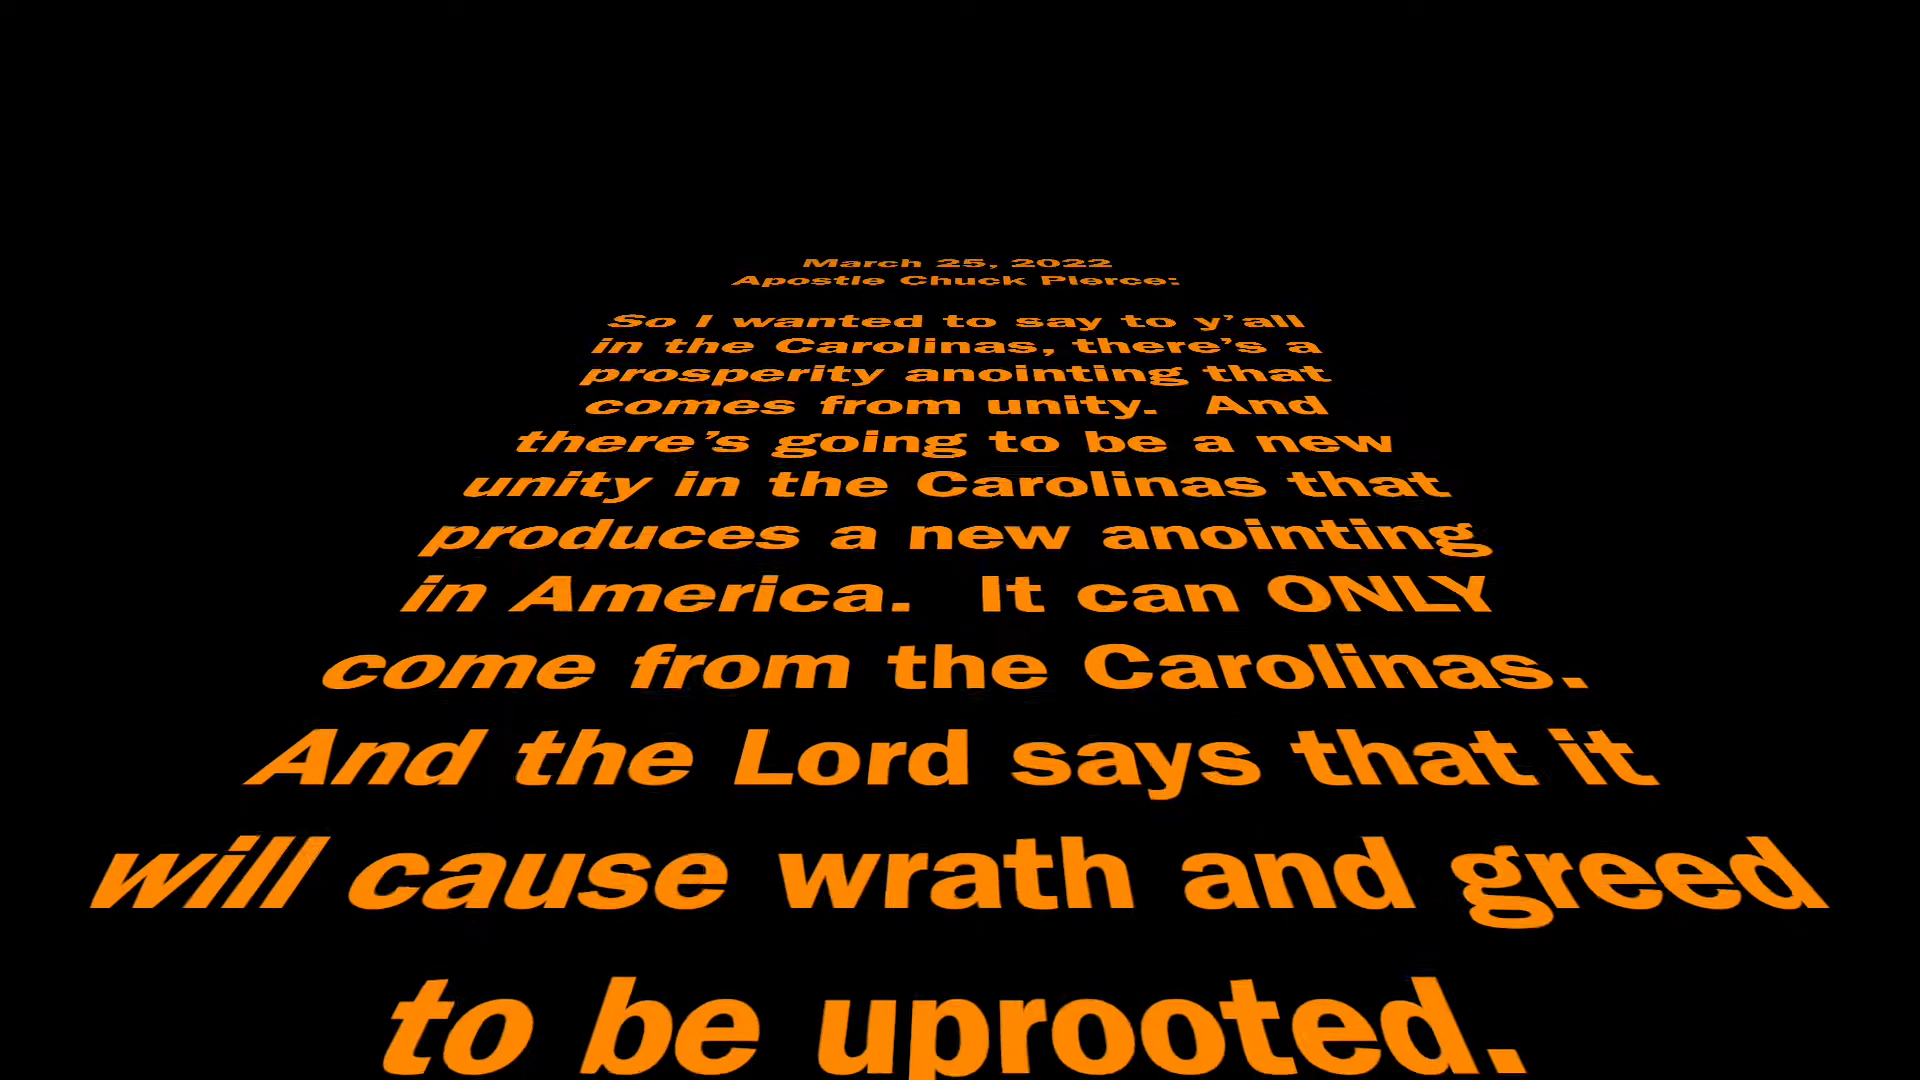 March 25, 2022
Apostle Chuck Pierce:
So I wanted to say to y’all
in the Carolinas, there’s a
prosperity anointing that
comes from unity.  And
there’s going to be a new
unity in the Carolinas that
produces a new anointing
in America.  It can ONLY
come from the Carolinas.
And the Lord says that it
will cause wrath and greed
to be uprooted.